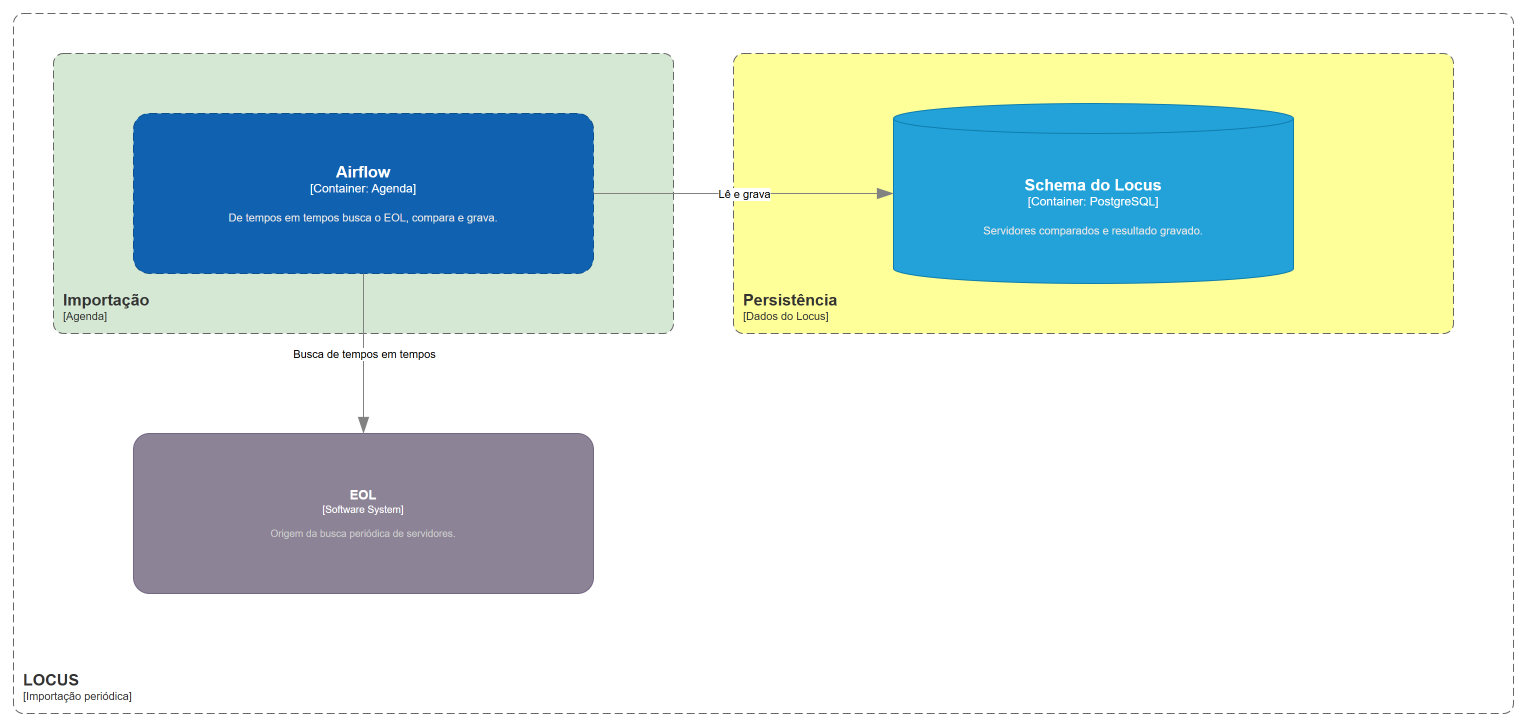 Airflow
[Container: Agenda]
De tempos em tempos busca o EOL, compara e grava.
Importação
[Agenda]
Lê e grava
Schema do Locus
[Container: PostgreSQL]
Servidores comparados e resultado gravado.
Persistência
[Dados do Locus]
Busca de tempos em tempos
EOL
[Software System]
Origem da busca periódica de servidores.
LOCUS
[Importação periódica]